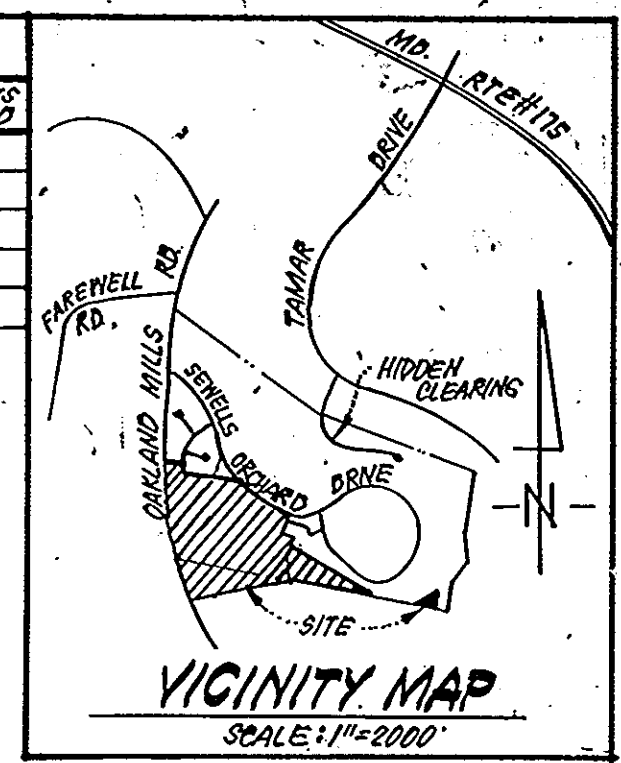 MD. RTE#175
TAMAR DRIVE
FAREWELL RD.
OAKLAND MILLS RD.
SEWELLS ORCHARD DRIVE
HIDDEN CLEARING
N
SITE
VICINITY MAP
SCALE: 1"=2000'